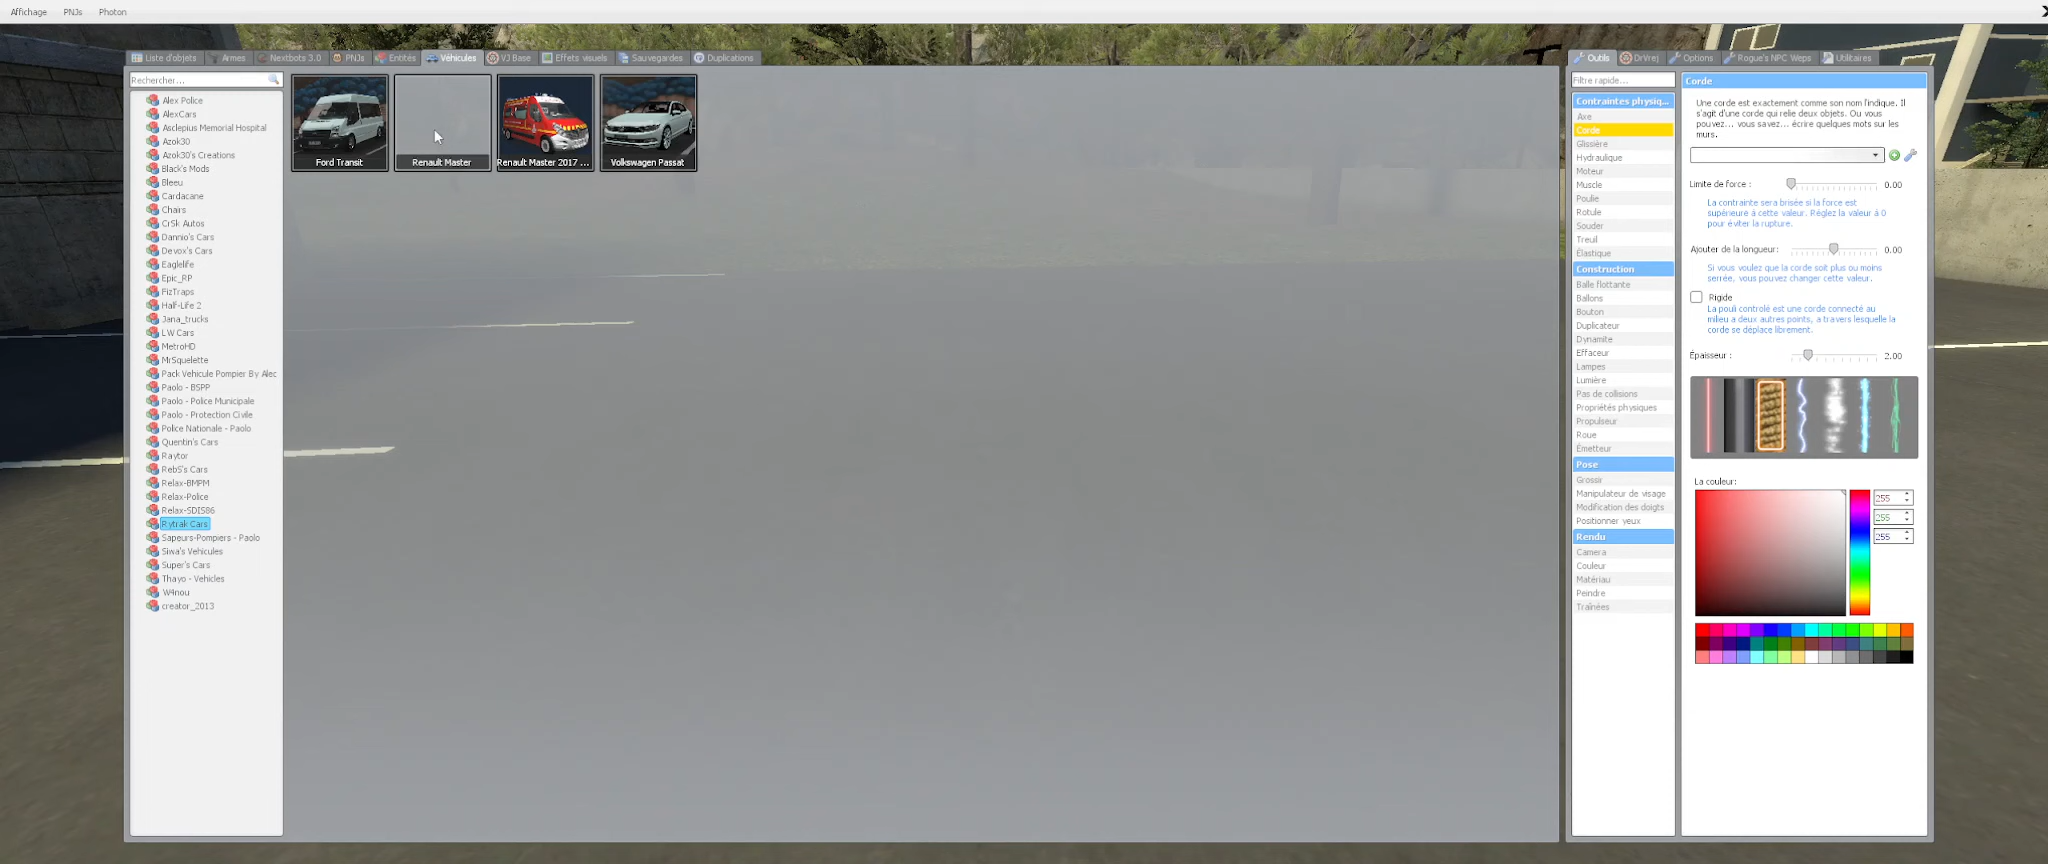 Affichage PNJs Photon
Liste d'objets Armes Nextbots 3.0 PNJs Entités Véhicules VJ Base Effets visuels Sauvegardes Duplications
Rechercher...
Alex Police
AlexCars
Asclepius Memorial Hospital
Azok30
Azok30's Creations
Black's Mods
Bleeu
Cardacane
Chairs
CrSk Autos
Dannio's Cars
Devox's Cars
Eaglelife
Epic_RP
FizTraps
Half-Life 2
Jana_trucks
LW Cars
MetroHD
MrSquelette
Pack Vehicule Pompier By Alec
Paolo - BSPP
Paolo - Police Municipale
Paolo - Protection Civile
Police Nationale - Paolo
Quentin's Cars
Raytor
RebS's Cars
Relax-BMPM
Relax-Police
Relax-SDIS86
Rytrak Cars
Sapeurs-Pompiers - Paolo
Siwa's Vehicules
Super's Cars
Thayo - Vehicles
W4nou
creator_2013
Ford Transit
Renault Master
Renault Master 2017 ...
Volkswagen Passat
Outils DrVrej Options Rogue's NPC Weps Utilitaires
Filtre rapide...
Contraintes physiq...
Axe
Corde
Glissière
Hydraulique
Moteur
Muscle
Poulie
Rotule
Souder
Treuil
Élastique
Construction
Balle flottante
Ballons
Bouton
Duplicateur
Dynamite
Effaceur
Lampes
Lumière
Pas de collisions
Propriétés physiques
Propulseur
Roue
Émetteur
Pose
Grossir
Manipulateur de visage
Modification des doigts
Positionner yeux
Rendu
Camera
Couleur
Matériau
Peindre
Traînées
Corde
Une corde est exactement comme son nom l'indique. Il
s'agit d'une corde qui relie deux objets. Ou vous
pouvez... vous savez... écrire quelques mots sur les
murs.
Limite de force : 0.00
La contrainte sera brisée si la force est
supérieure à cette valeur. Réglez la valeur à 0
pour éviter la rupture.
Ajouter de la longueur: 0.00
Si vous voulez que la corde soit plus ou moins
serrée, vous pouvez changer cette valeur.
Rigide
La pouli controlé est une corde connecté au
milieu a deux autres points, a travers lesquelle la
corde se déplace librement.
Épaisseur : 2.00
La couleur:
255
255
255